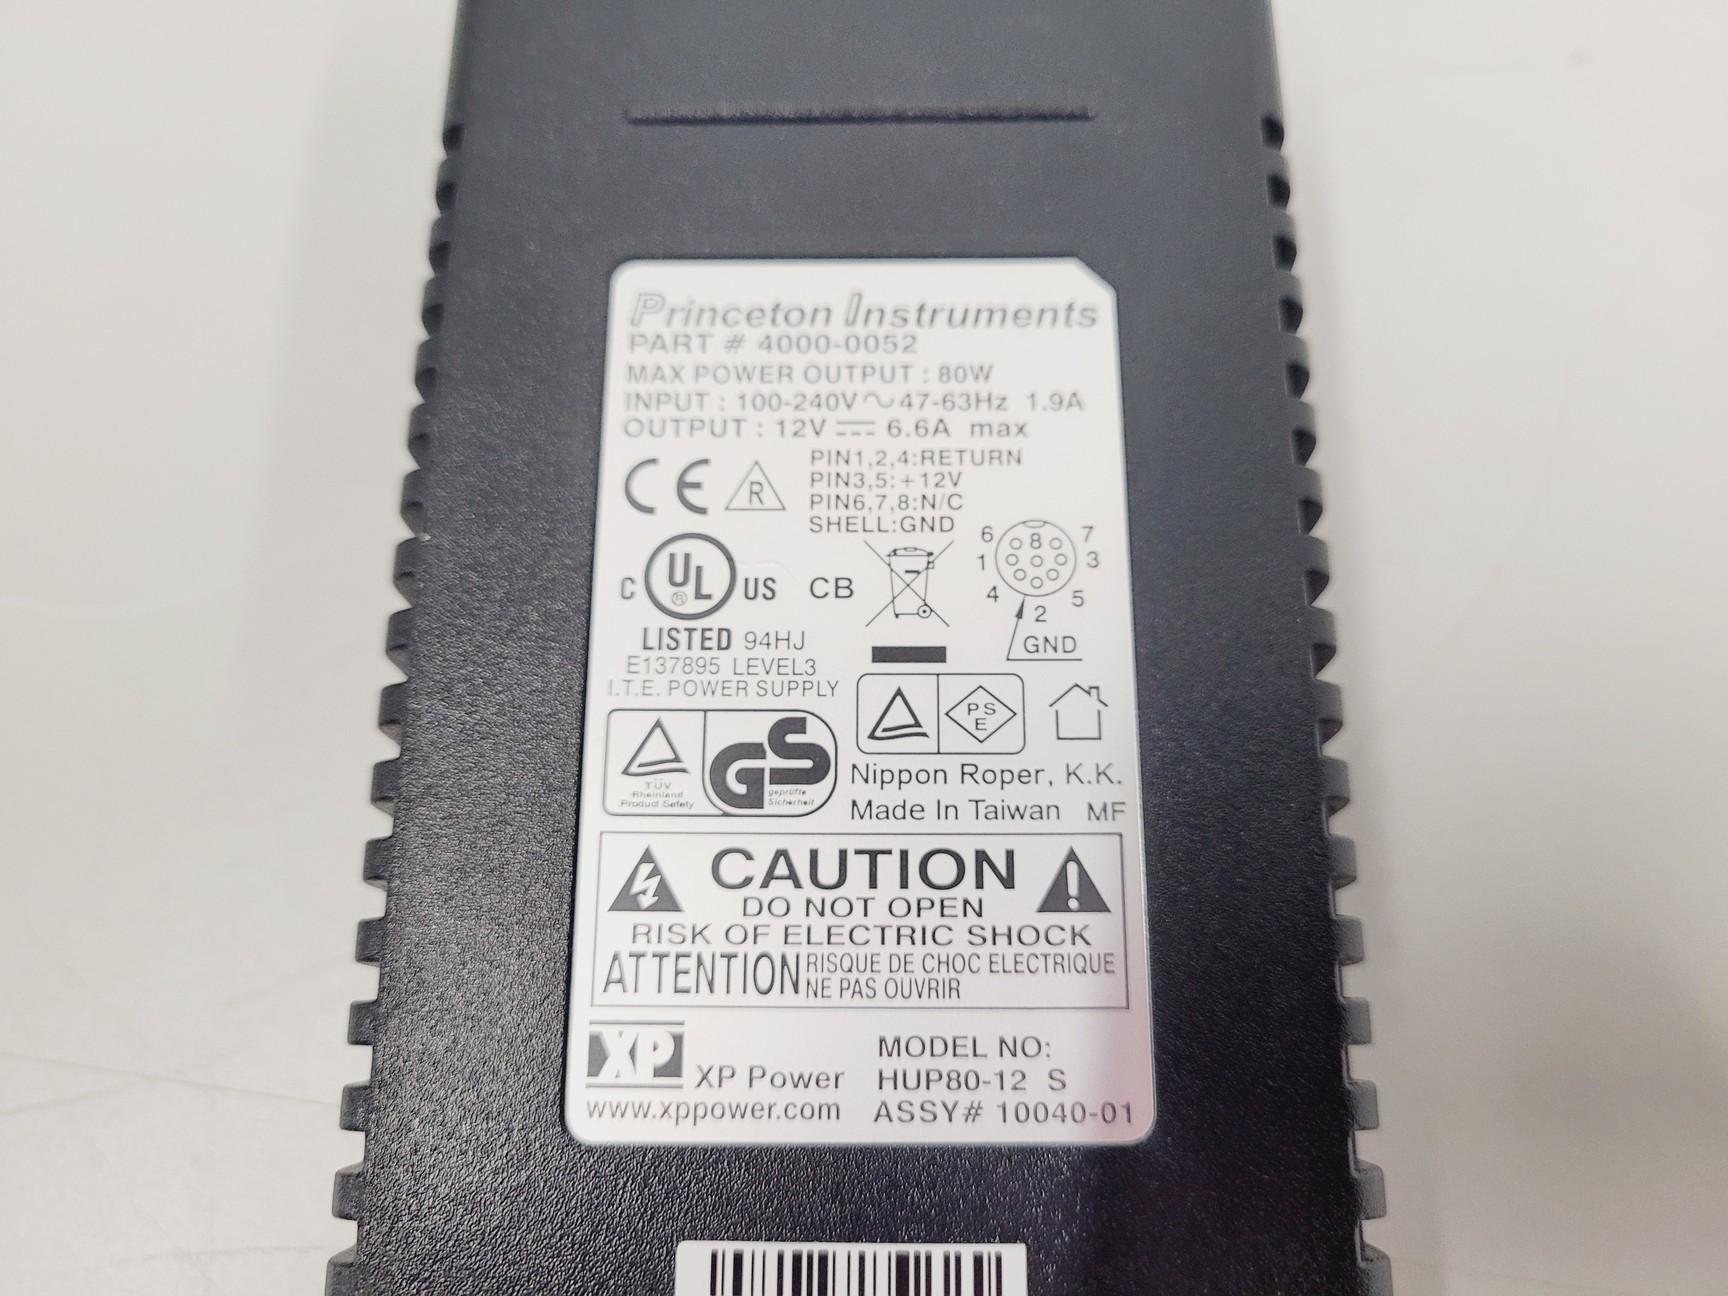 Princeton Instruments
PART # 4000-0052
MAX POWER OUTPUT : 80W
INPUT : 100-240V~47-63Hz 1.9A
OUTPUT : 12V ⎓ 6.6A max
CE R
PIN1,2,4:RETURN
PIN3,5:+12V
PIN6,7,8:N/C
SHELL:GND
6 8 7
1 3
4 5
2
GND
C UL® US CB
LISTED 94HJ
E137895 LEVEL3
I.T.E. POWER SUPPLY
TÜV
Rheinland
Product Safety
GS
geprüfte
Sicherheit
PS
E
Nippon Roper, K.K.
Made In Taiwan MF
CAUTION
DO NOT OPEN
RISK OF ELECTRIC SHOCK
ATTENTION RISQUE DE CHOC ELECTRIQUE
NE PAS OUVRIR
XP XP Power
www.xppower.com
MODEL NO:
HUP80-12 S
ASSY# 10040-01